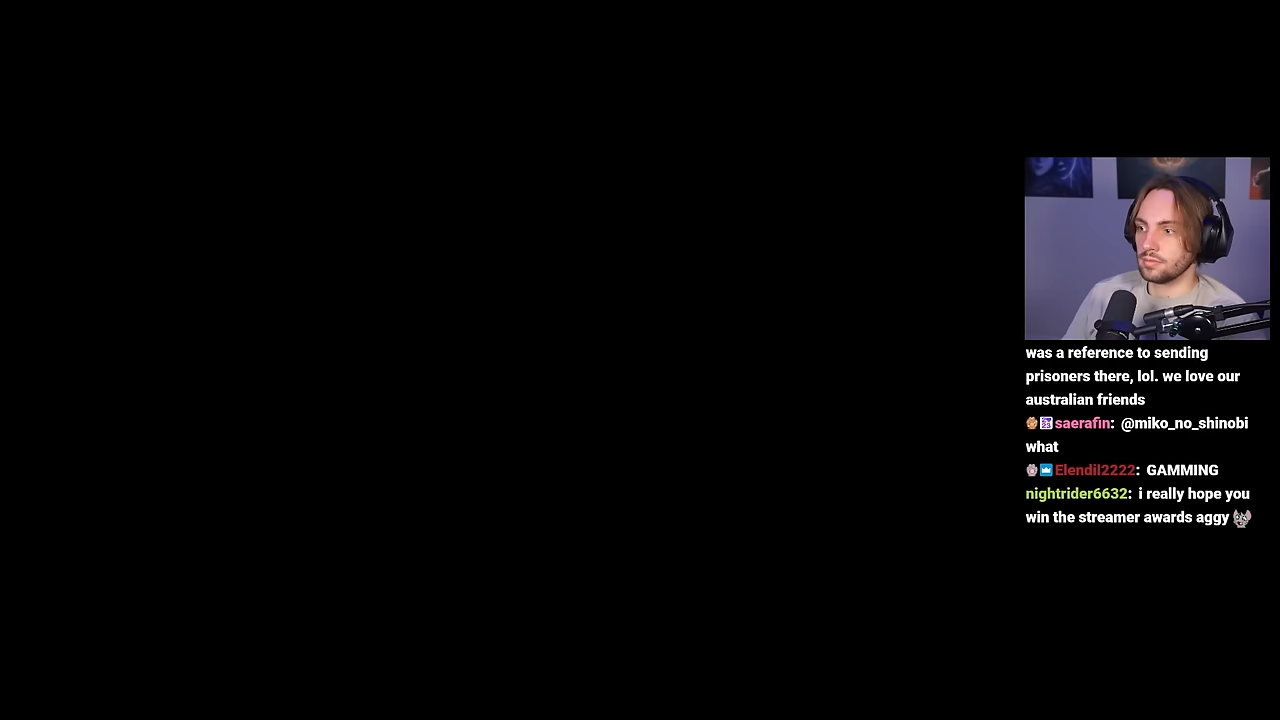 was a reference to sending
prisoners there, lol. we love our
australian friends
saerafin: @miko_no_shinobi
what
Elendil2222: GAMMING
nightrider6632: i really hope you
win the streamer awards aggy